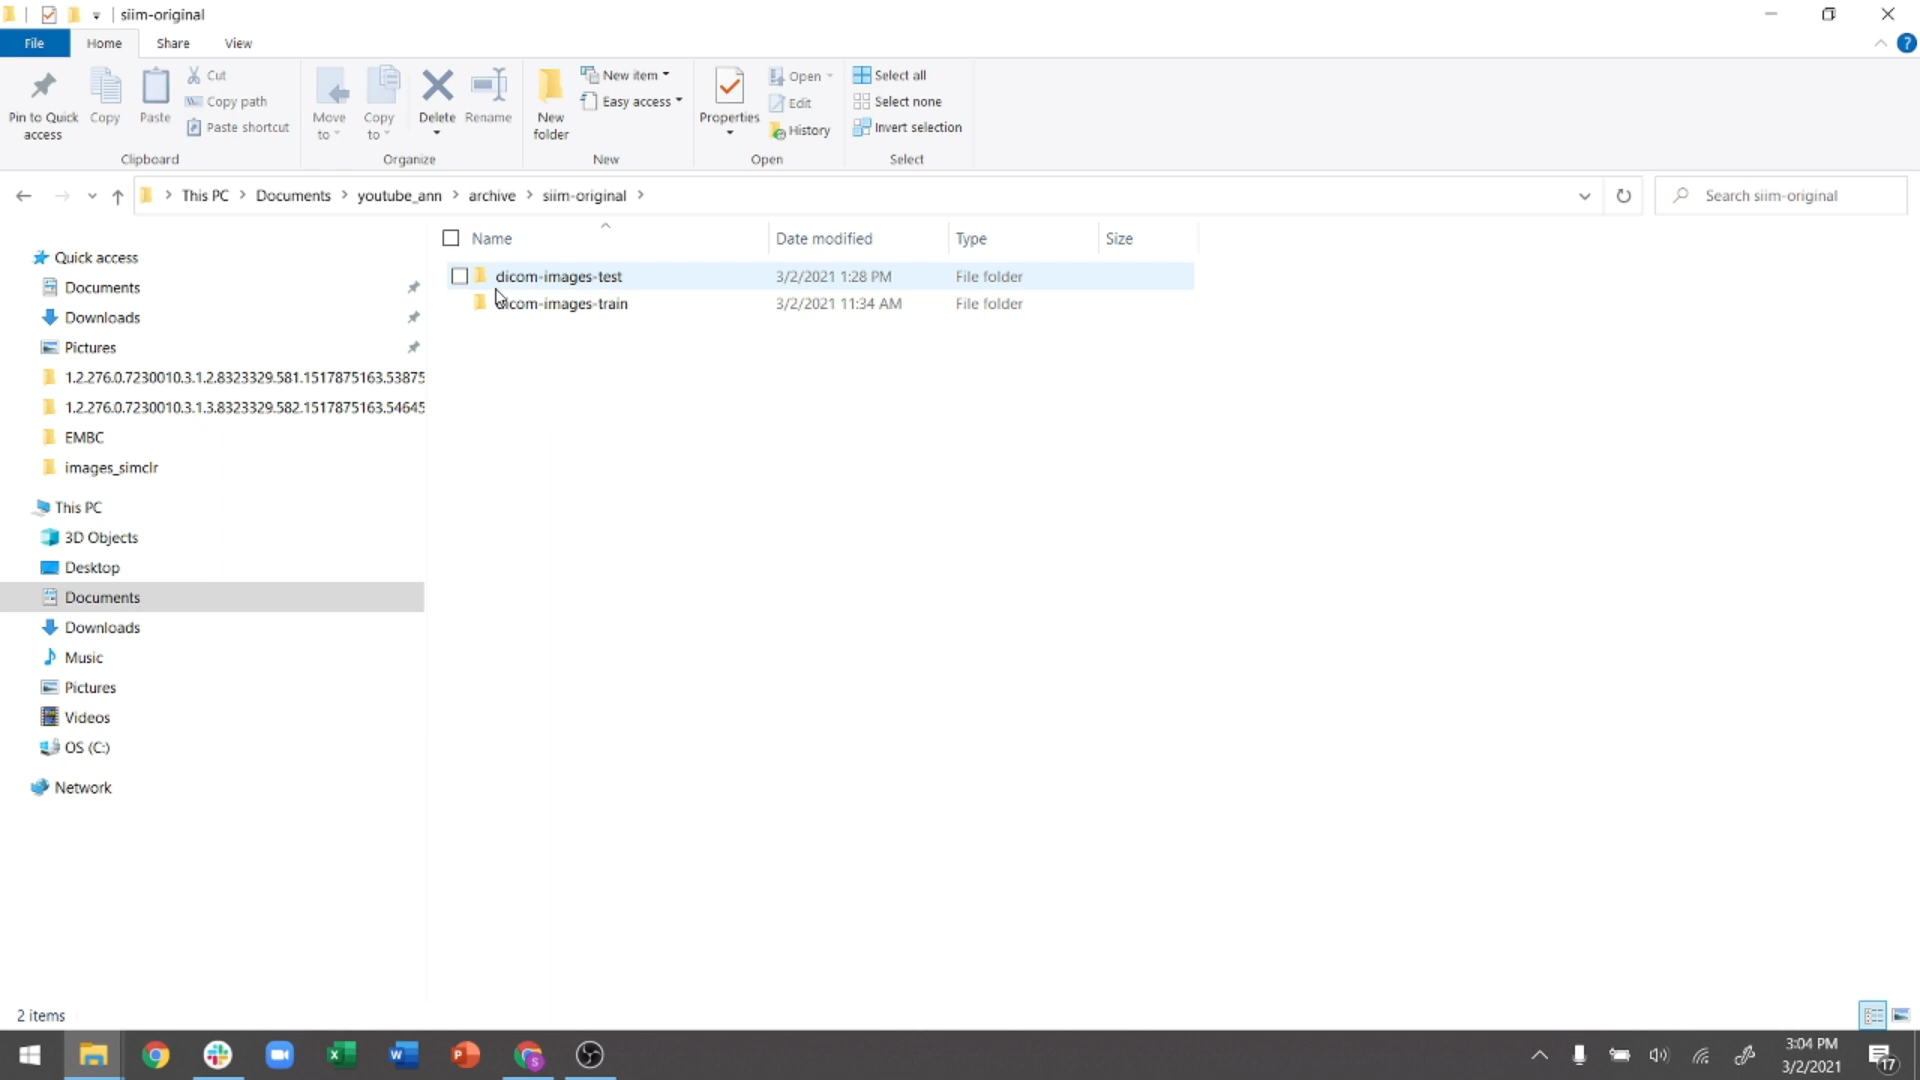 siim-original
File Home Share View
Pin to Quick access
Copy
Paste
Cut
Copy path
Paste shortcut
Clipboard
Move to
Copy to
Delete
Rename
Organize
New folder
New item
Easy access
New
Properties
Open
Edit
History
Open
Select all
Select none
Invert selection
Select
This PC > Documents > youtube_ann > archive > siim-original >
Search siim-original
Name Date modified Type Size
dicom-images-test 3/2/2021 1:28 PM File folder
dicom-images-train 3/2/2021 11:34 AM File folder
Quick access
Documents
Downloads
Pictures
1.2.276.0.7230010.3.1.2.8323329.581.1517875163.53875
1.2.276.0.7230010.3.1.3.8323329.582.1517875163.54645
EMBC
images_simclr
This PC
3D Objects
Desktop
Documents
Downloads
Music
Pictures
Videos
OS (C:)
Network
2 items
3:04 PM
3/2/2021
17